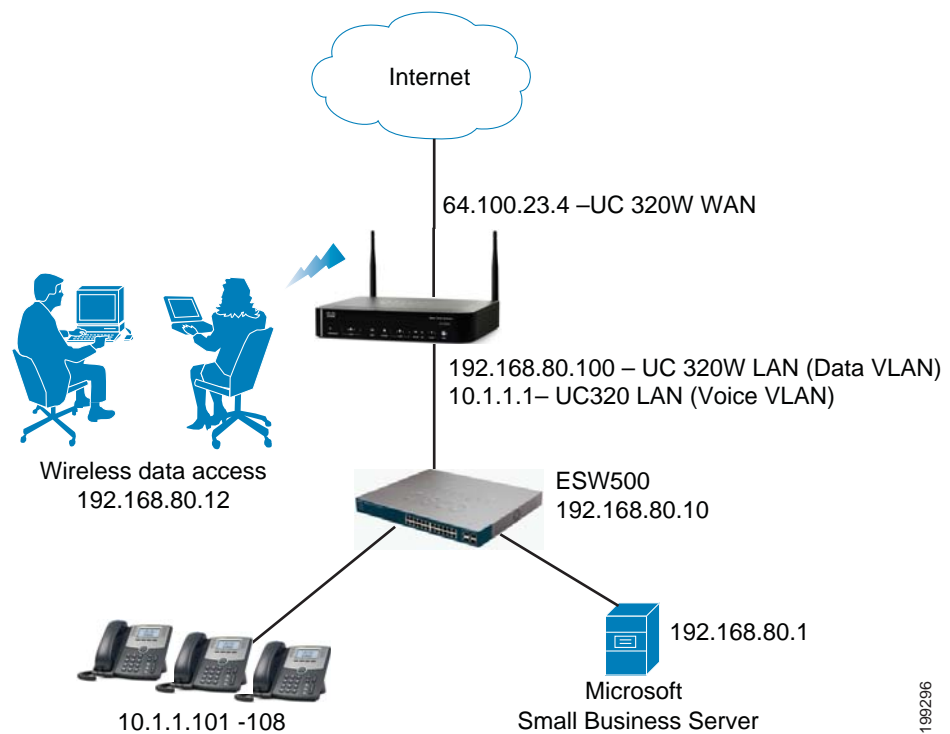 Internet
64.100.23.4 –UC 320W WAN
192.168.80.100 – UC 320W LAN (Data VLAN)
10.1.1.1– UC320 LAN (Voice VLAN)
Wireless data access
192.168.80.12
ESW500
192.168.80.10
192.168.80.1
Microsoft
Small Business Server
10.1.1.101 -108
199296